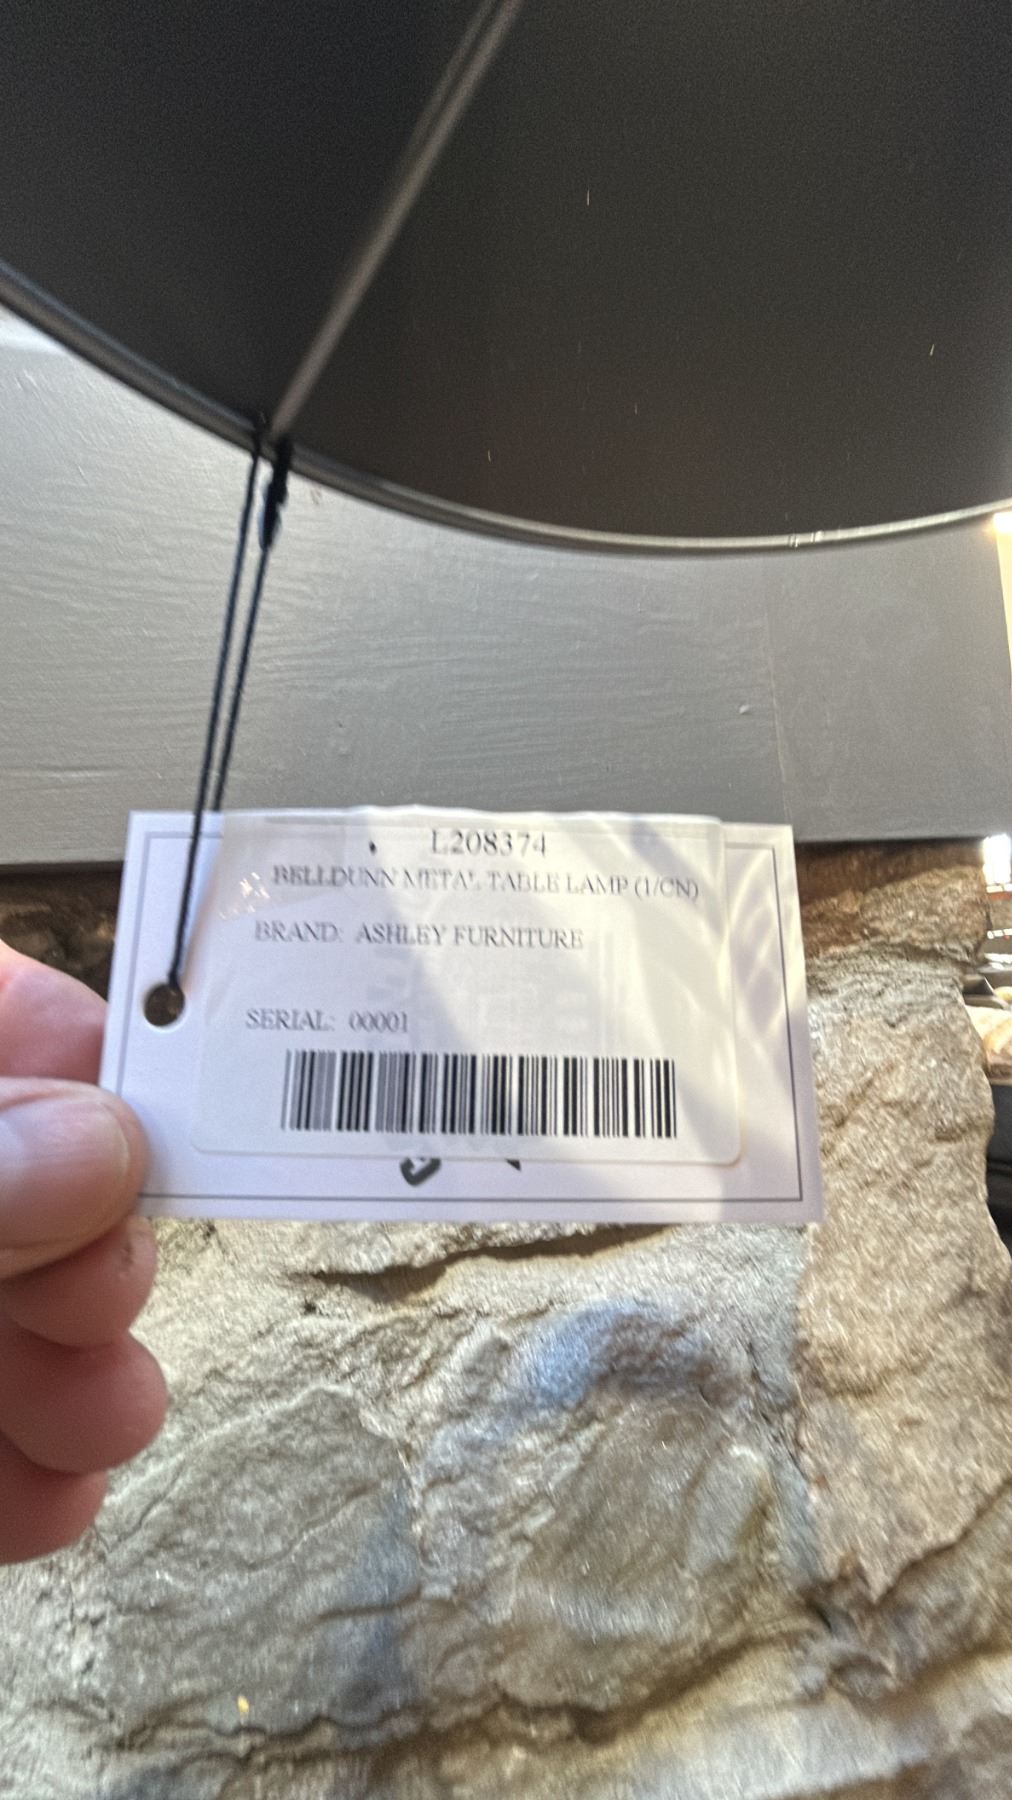 L208374
BELLDUNN METAL TABLE LAMP (1/CN)
BRAND: ASHLEY FURNITURE
SERIAL: 00001